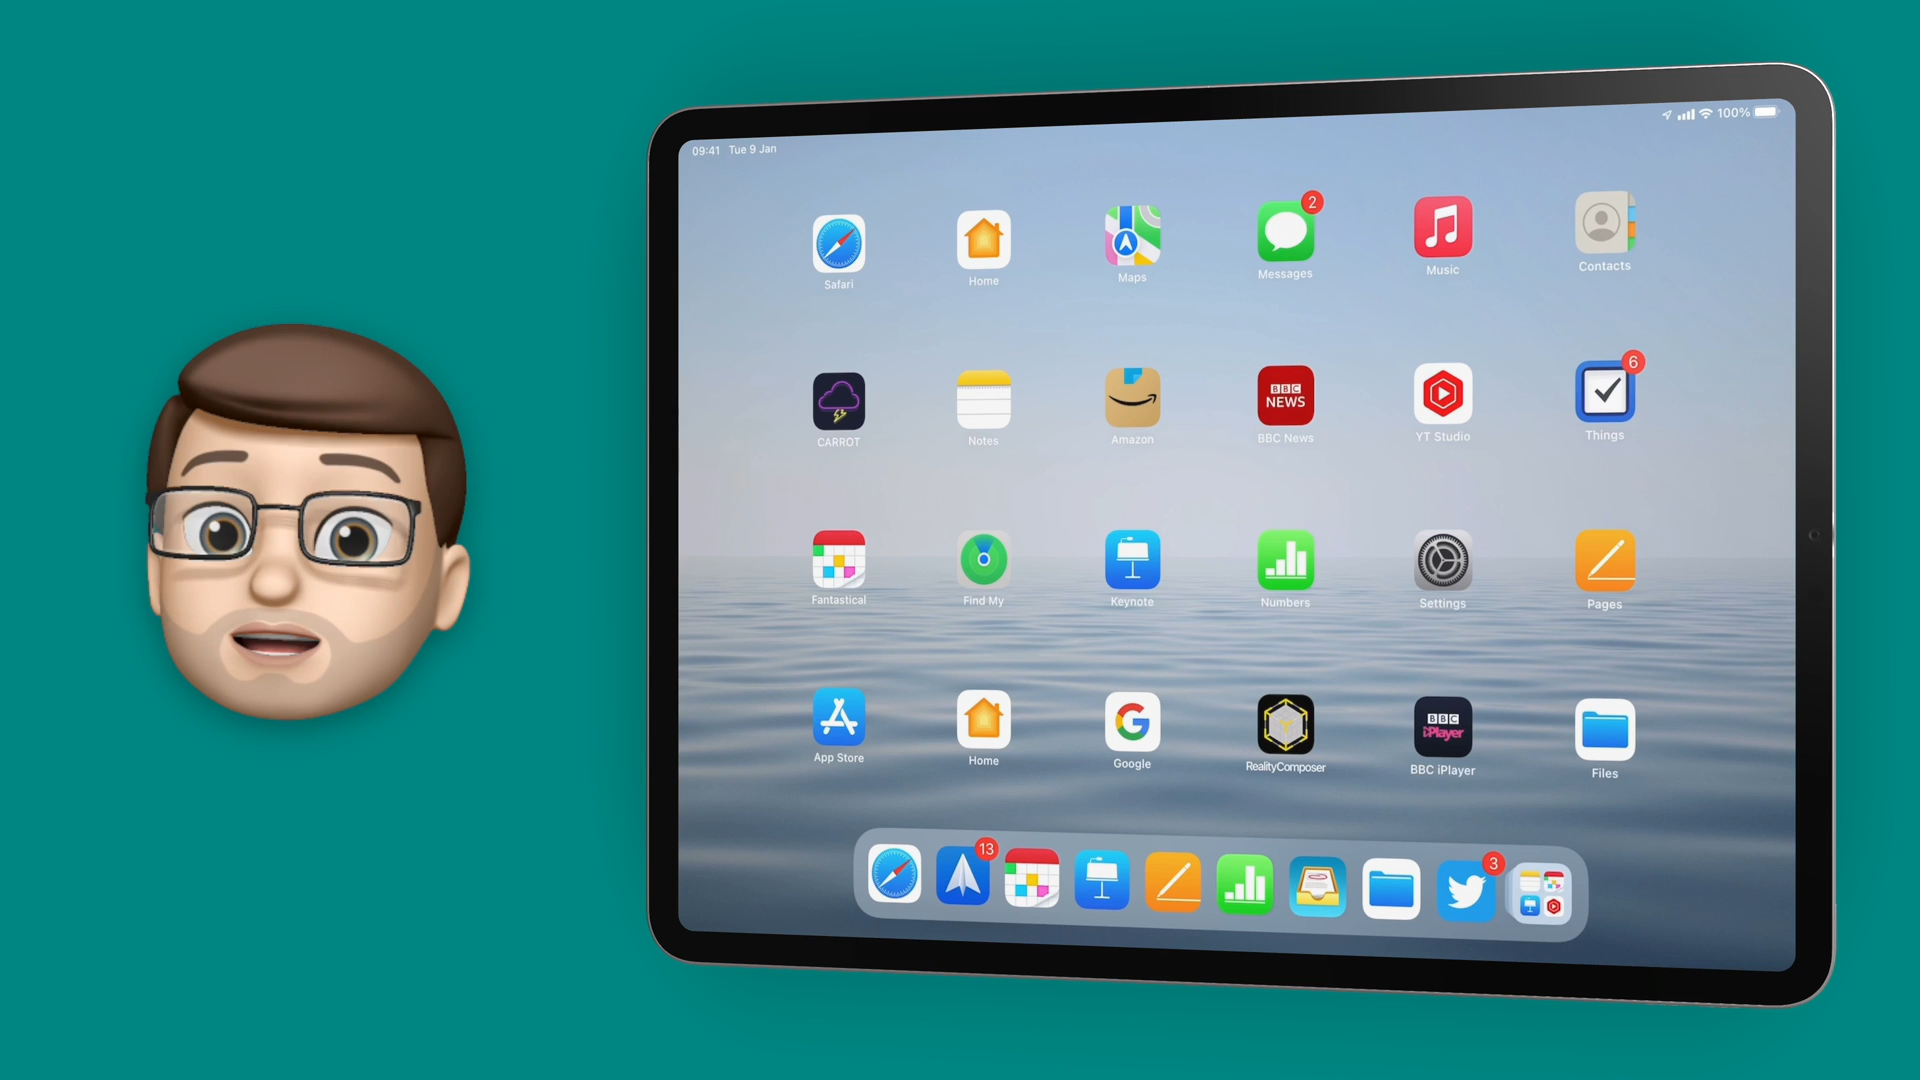 09:41 Tue 9 Jan
100%
2
Safari
Home
Maps
Messages
Music
Contacts
BBC
NEWS
6
CARROT
Notes
Amazon
BBC News
YT Studio
Things
Fantastical
Find My
Keynote
Numbers
Settings
Pages
BBC
iPlayer
App Store
Home
Google
RealityComposer
BBC iPlayer
Files
13
3